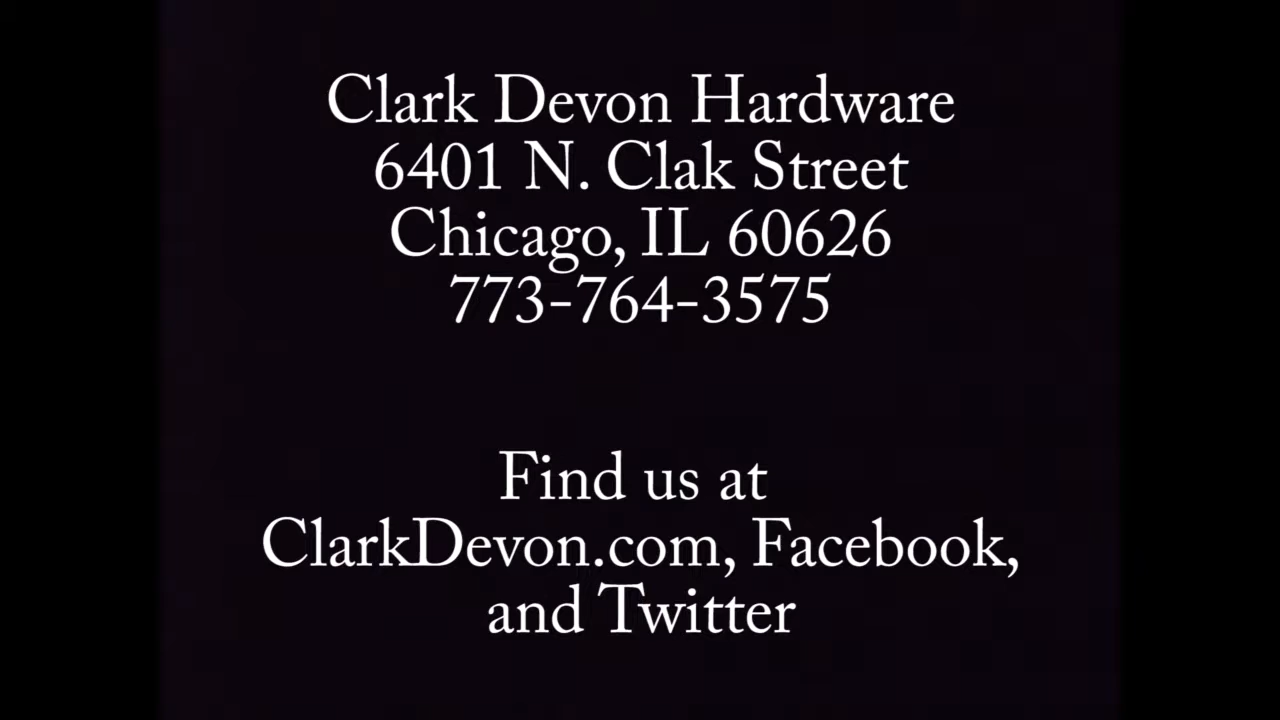 Clark Devon Hardware
6401 N. Clak Street
Chicago, IL 60626
773-764-3575
Find us at
ClarkDevon.com, Facebook,
and Twitter